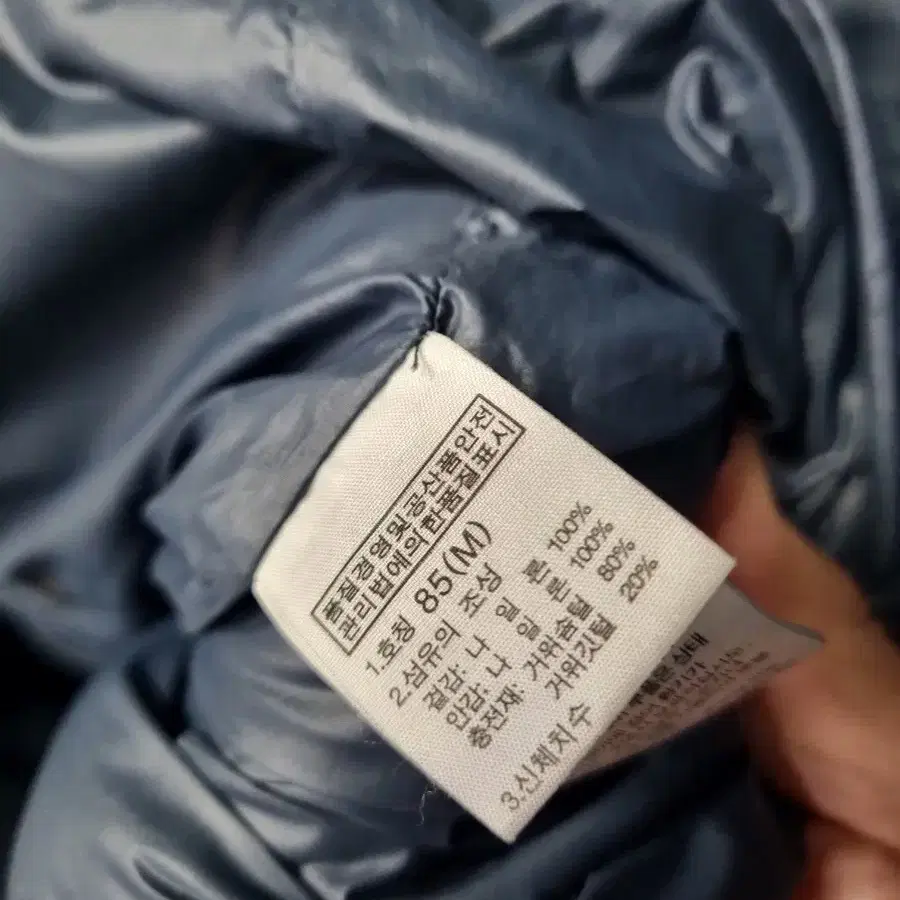 품질경영및공산품안전
관리법에의한품질표시
1.호칭 85(M)
2.섬유의 조성
겉감: 나 일 론 100%
안감: 나 일 론 100%
충전재: 거위솜털 80%
거위깃털 20%
3.신체치수